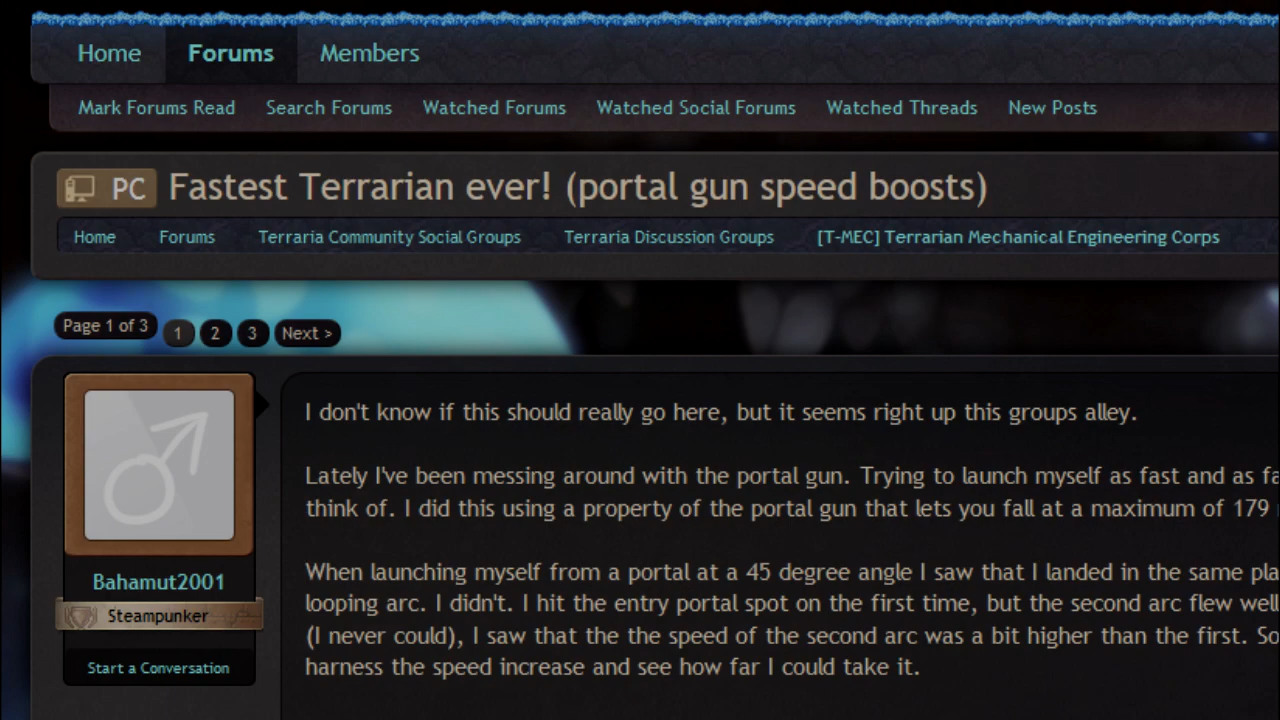 Home Forums Members
Mark Forums Read Search Forums Watched Forums Watched Social Forums Watched Threads New Posts
PC Fastest Terrarian ever! (portal gun speed boosts)
Home Forums Terraria Community Social Groups Terraria Discussion Groups [T-MEC] Terrarian Mechanical Engineering Corps
Page 1 of 3 1 2 3 Next >
I don't know if this should really go here, but it seems right up this groups alley.
Lately I've been messing around with the portal gun. Trying to launch myself as fast and as fa
think of. I did this using a property of the portal gun that lets you fall at a maximum of 179
When launching myself from a portal at a 45 degree angle I saw that I landed in the same pla
looping arc. I didn't. I hit the entry portal spot on the first time, but the second arc flew well
(I never could), I saw that the the speed of the second arc was a bit higher than the first. So
harness the speed increase and see how far I could take it.
Bahamut2001
Steampunker
Start a Conversation